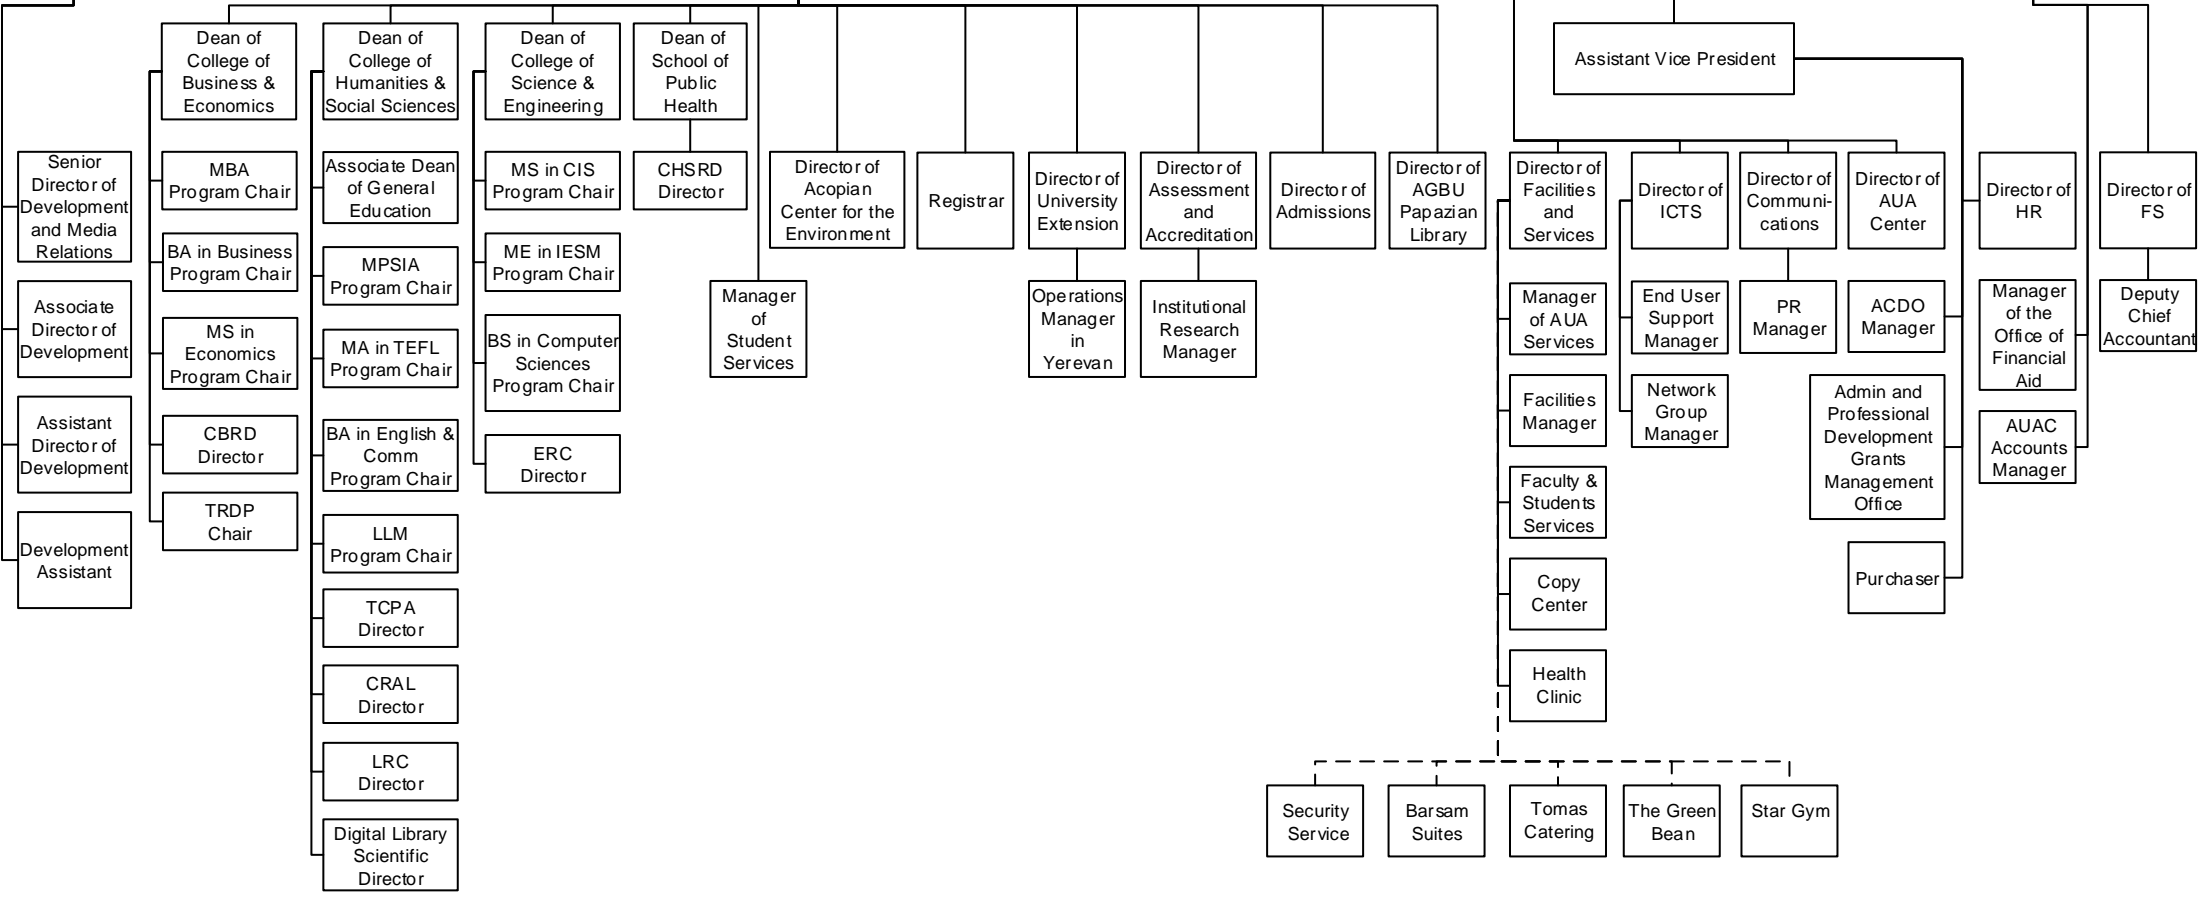 Dean of
College of
Business &
Economics
Dean of
College of
Humanities &
Social Sciences
Dean of
College of
Science &
Engineering
Dean of
School of
Public
Health
Assistant Vice President
Senior
Director of
Development
and Media
Relations
Associate
Director of
Development
Assistant
Director of
Development
Development
Assistant
MBA
Program Chair
BA in Business
Program Chair
MS in
Economics
Program Chair
CBRD
Director
TRDP
Chair
Associate Dean
of General
Education
MPSIA
Program Chair
MA in TEFL
Program Chair
BA in English &
Comm
Program Chair
LLM
Program Chair
TCPA
Director
CRAL
Director
LRC
Director
Digital Library
Scientific
Director
MS in CIS
Program Chair
ME in IESM
Program Chair
BS in Computer
Sciences
Program Chair
ERC
Director
CHSRD
Director
Manager
of
Student
Services
Director of
Acopian
Center for the
Environment
Registrar
Director of
University
Extension
Operations
Manager
in
Yerevan
Director of
Assessment
and
Accreditation
Institutional
Research
Manager
Director of
Admissions
Director of
AGBU
Papazian
Library
Director of
Facilities
and
Services
Manager
of AUA
Services
Facilities
Manager
Faculty &
Students
Services
Copy
Center
Health
Clinic
Security
Service
Barsam
Suites
Tomas
Catering
The Green
Bean
Star Gym
Director of
ICTS
End User
Support
Manager
Network
Group
Manager
Director of
Communi-
cations
PR
Manager
Director of
AUA
Center
ACDO
Manager
Admin and
Professional
Development
Grants
Management
Office
Purchaser
Director of
HR
Manager
of the
Office of
Financial
Aid
AUAC
Accounts
Manager
Director of
FS
Deputy
Chief
Accountant